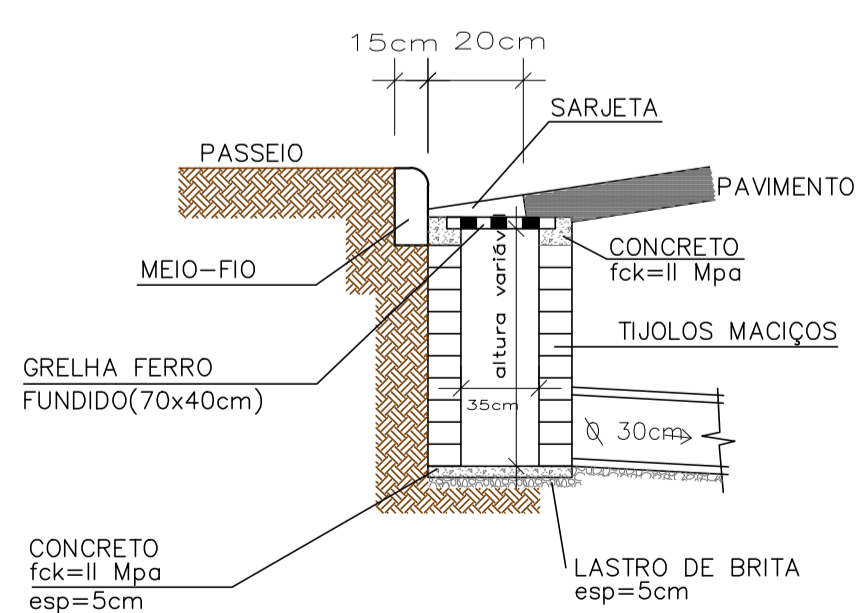 15cm 20cm
SARJETA
PASSEIO
PAVIMENTO
CONCRETO
fck=11 Mpa
MEIO-FIO
altura variáv
TIJOLOS MACIÇOS
GRELHA FERRO
FUNDIDO(70x40cm)
35cm
Ø 30cm
CONCRETO
fck=11 Mpa
esp=5cm
LASTRO DE BRITA
esp=5cm